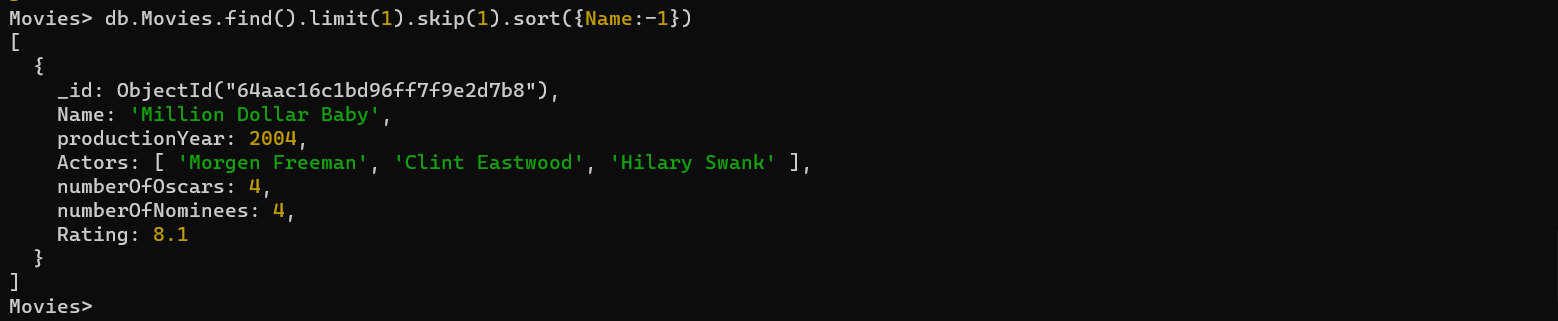 Movies> db.Movies.find().limit(1).skip(1).sort({Name:-1})
[
  {
    _id: ObjectId("64aac16c1bd96ff7f9e2d7b8"),
    Name: 'Million Dollar Baby',
    productionYear: 2004,
    Actors: [ 'Morgen Freeman', 'Clint Eastwood', 'Hilary Swank' ],
    numberOfOscars: 4,
    numberOfNominees: 4,
    Rating: 8.1
  }
]
Movies>